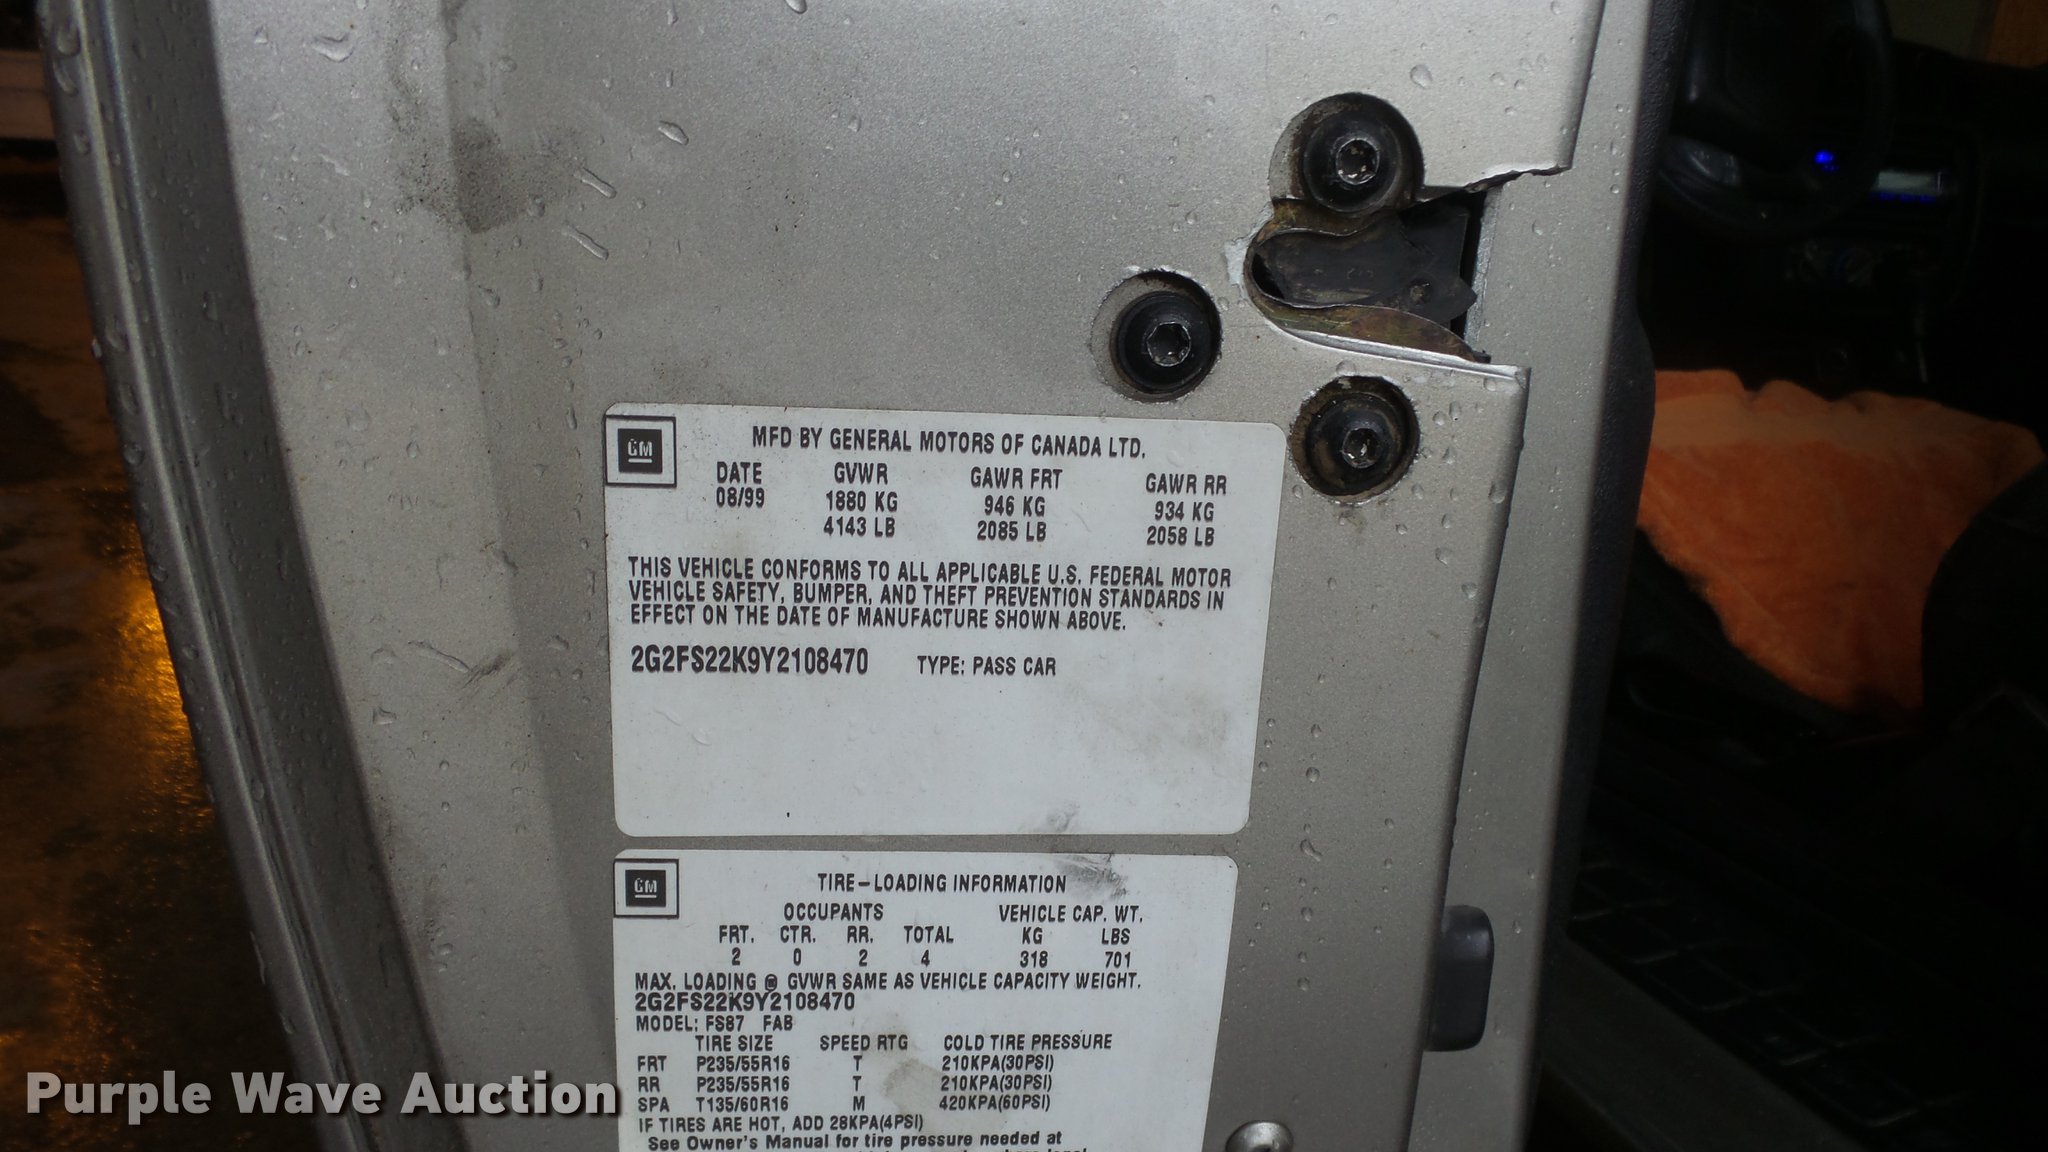 GM
MFD BY GENERAL MOTORS OF CANADA LTD.
DATE GVWR GAWR FRT GAWR RR
08/99 1880 KG 946 KG 934 KG
4143 LB 2085 LB 2058 LB
THIS VEHICLE CONFORMS TO ALL APPLICABLE U.S. FEDERAL MOTOR
VEHICLE SAFETY, BUMPER, AND THEFT PREVENTION STANDARDS IN
EFFECT ON THE DATE OF MANUFACTURE SHOWN ABOVE.
2G2FS22K9Y2108470 TYPE: PASS CAR
GM
TIRE-LOADING INFORMATION
OCCUPANTS VEHICLE CAP. WT.
FRT. CTR. RR. TOTAL KG LBS
2 0 2 4 318 701
MAX. LOADING @ GVWR SAME AS VEHICLE CAPACITY WEIGHT.
2G2FS22K9Y2108470
MODEL: FS87 FAB
TIRE SIZE SPEED RTG COLD TIRE PRESSURE
FRT P235/55R16 T 210KPA(30PSI)
RR P235/55R16 T 210KPA(30PSI)
SPA T135/60R16 M 420KPA(60PSI)
IF TIRES ARE HOT, ADD 28KPA(4PSI)
See Owner's Manual for tire pressure needed at
Purple Wave Auction